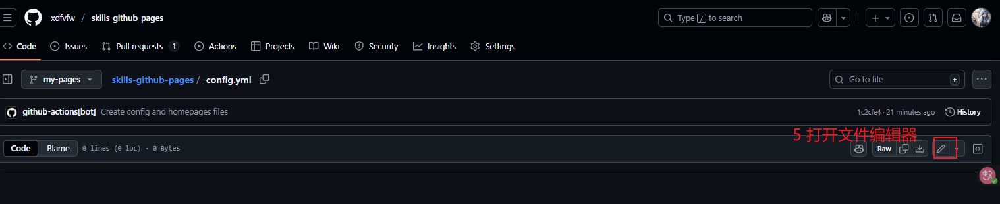 xdfvfw / skills-github-pages Type / to search
Code Issues Pull requests 1 Actions Projects Wiki Security Insights Settings
my-pages skills-github-pages / _config.yml Go to file t
github-actions[bot] Create config and homepages files 1c2cfe4 · 21 minutes ago History
5 打开文件编辑器
Code Blame 0 lines (0 loc) · 0 Bytes Raw
中 A